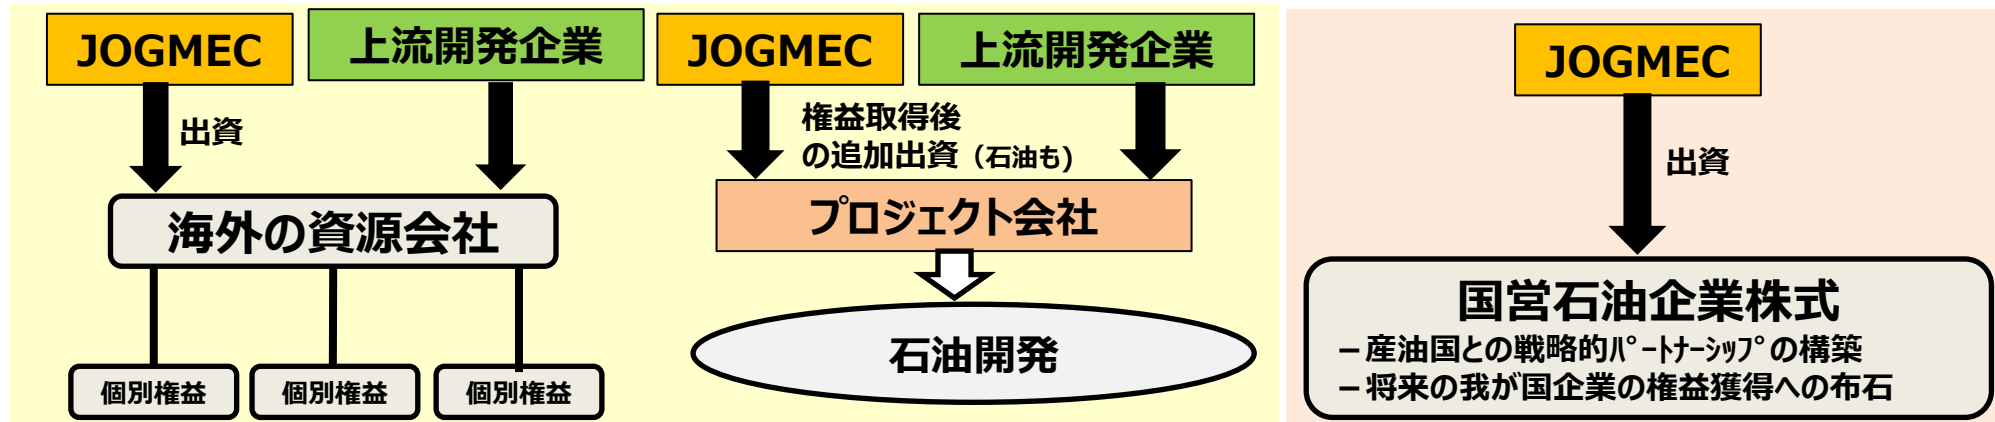 JOGMEC
上流開発企業
出資
海外の資源会社
個別権益
個別権益
個別権益
JOGMEC
上流開発企業
権益取得後
の追加出資（石油も)
プロジェクト会社
石油開発
JOGMEC
出資
国営石油企業株式
－産油国との戦略的ﾊﾟｰﾄﾅｰｼｯﾌﾟの構築
－将来の我が国企業の権益獲得への布石